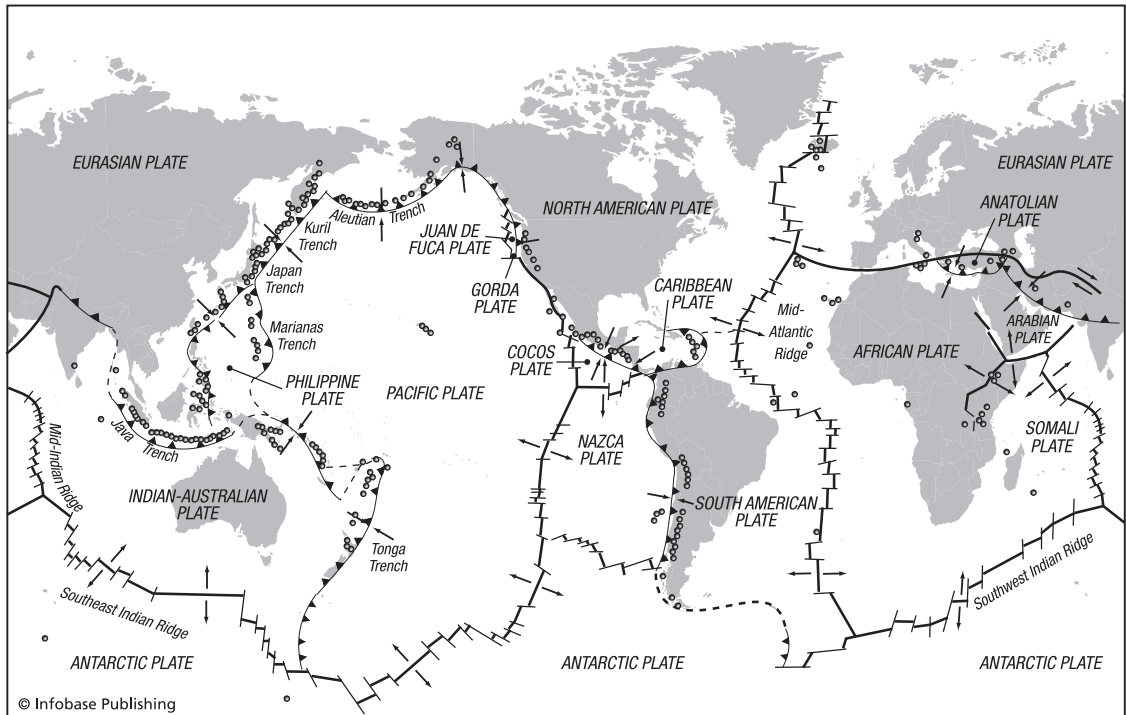 EURASIAN PLATE
EURASIAN PLATE
ANATOLIAN
PLATE
NORTH AMERICAN PLATE
Aleutian Trench
Kuril
Trench
JUAN DE
FUCA PLATE
Japan
Trench
GORDA
PLATE
CARIBBEAN
PLATE
Mid-
Atlantic
Ridge
ARABIAN
PLATE
Marianas
Trench
COCOS
PLATE
AFRICAN PLATE
PHILIPPINE
PLATE
PACIFIC PLATE
Java
Trench
Mid-Indian Ridge
NAZCA
PLATE
SOMALI
PLATE
INDIAN-AUSTRALIAN
PLATE
SOUTH AMERICAN
PLATE
Tonga
Trench
Southeast Indian Ridge
Southwest Indian Ridge
ANTARCTIC PLATE
ANTARCTIC PLATE
ANTARCTIC PLATE
© Infobase Publishing